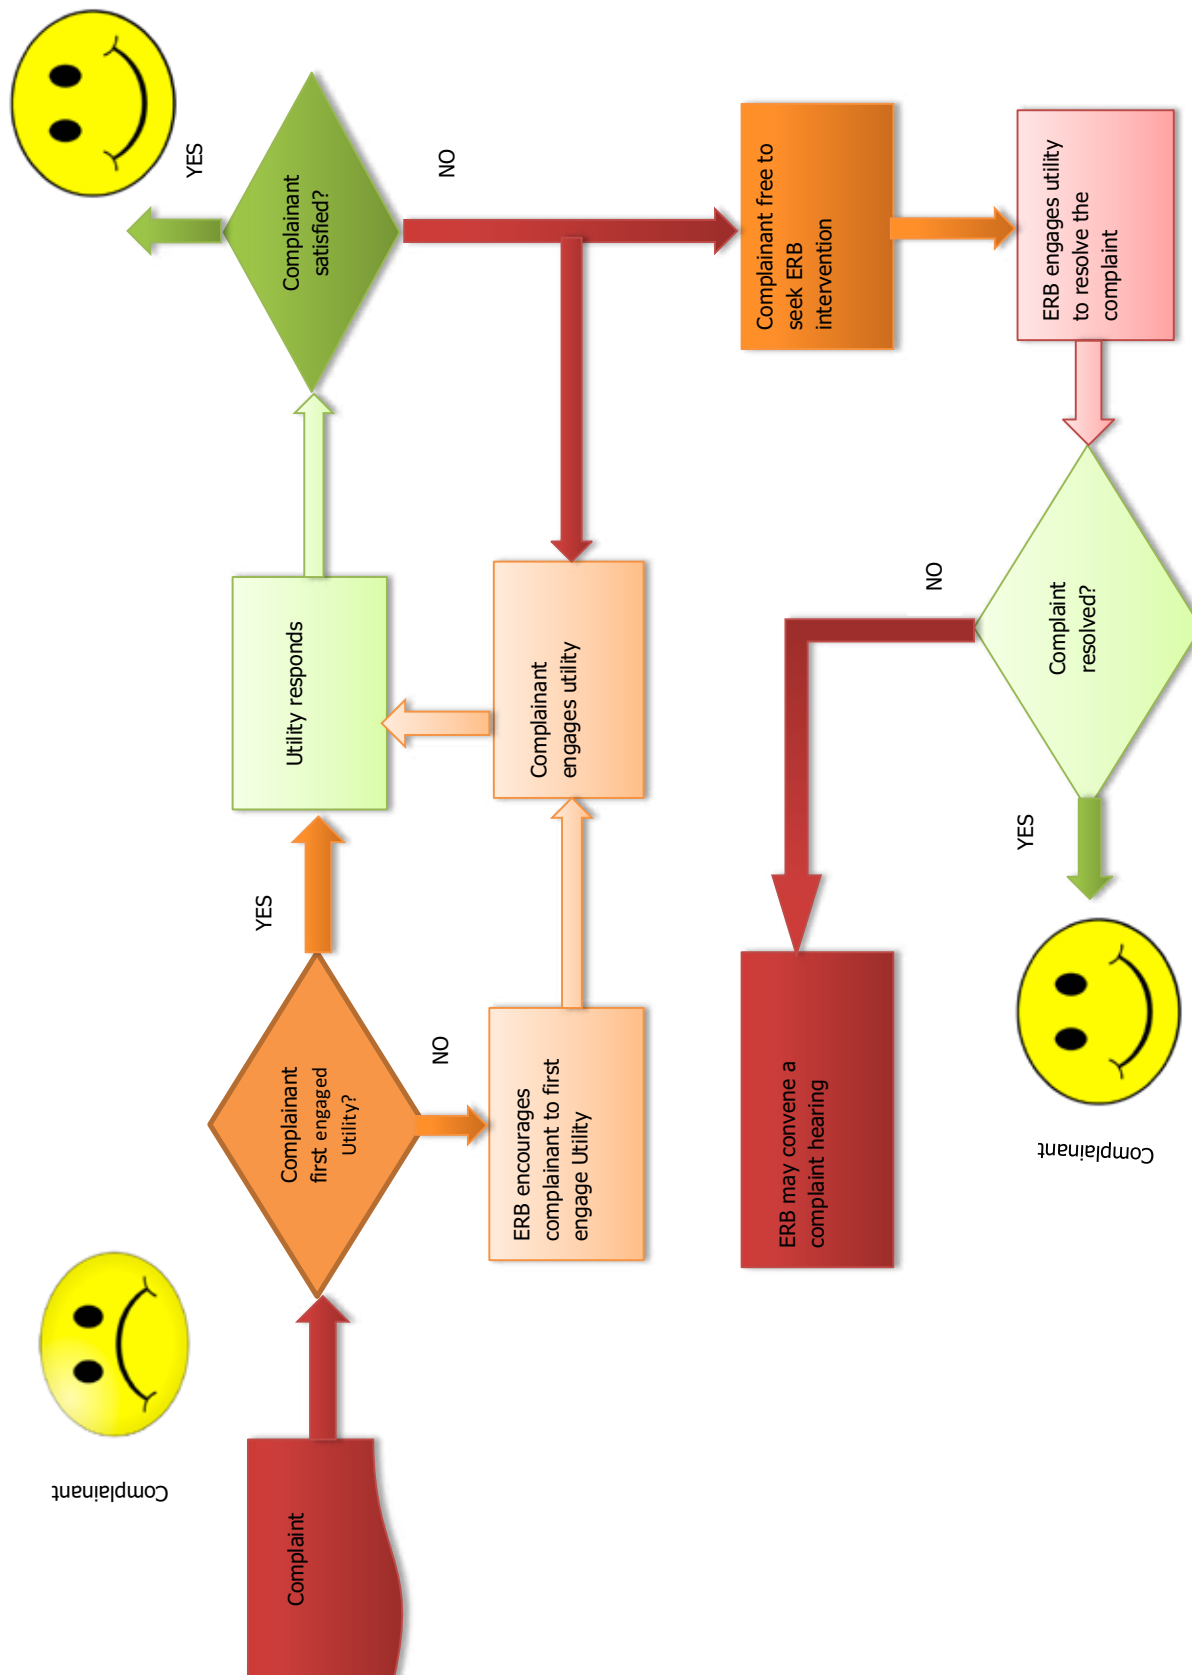 Complainant
Complaint
Complainant
first engaged
Utility?
YES
NO
ERB encourages
complainant to first
engage Utility
Complainant
engages utility
Utility responds
Complainant
satisfied?
YES
NO
Complainant free to
seek ERB
intervention
ERB engages utility
to resolve the
complaint
Complaint
resolved?
NO
YES
ERB may convene a
complaint hearing
Complainant